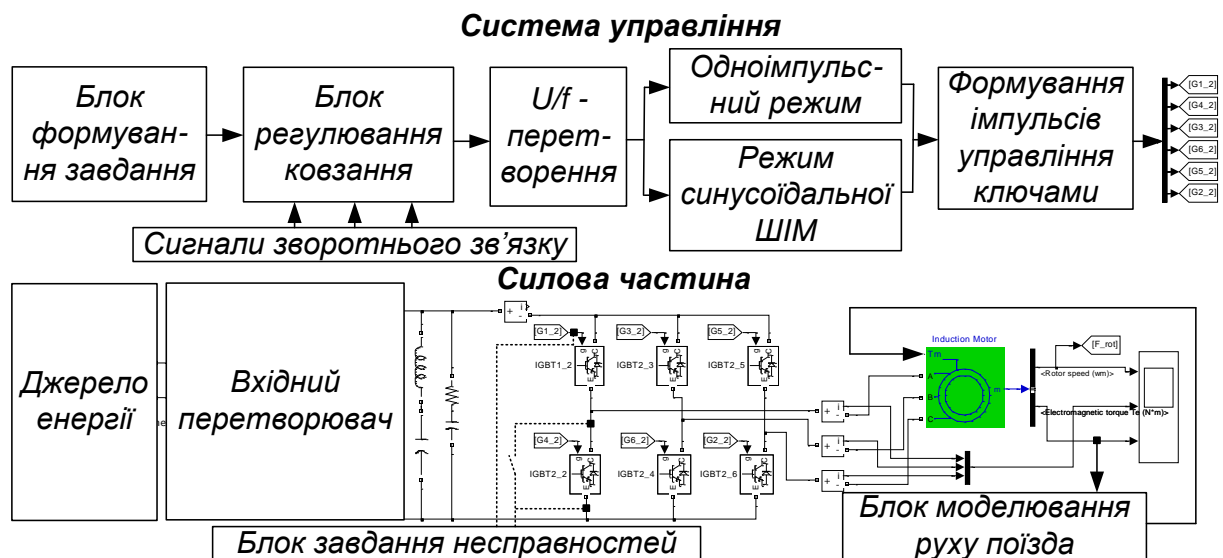 Система управління
Блок
формуван-
ня завдання
Блок
регулювання
ковзання
U/f -
перет-
ворення
Одноімпульс-
ний режим
Режим
синусоїдальної
ШІМ
Формування
імпульсів
управління
ключами
[G1_2]
[G4_2]
[G3_2]
[G6_2]
[G5_2]
[G2_2]
Сигнали зворотнього зв’язку
Силова частина
Джерело
енергії
Вхідний
перетворювач
+ i
-
[G1_2]
[G3_2]
[G5_2]
g C
E
g C
E
g C
E
IGBT1_2
IGBT2_3
IGBT2_5
[G4_2]
[G6_2]
[G2_2]
g C
E
g C
E
g C
E
IGBT2_2
IGBT2_4
IGBT2_6
+ i
-
+ i
-
+ i
-
Induction Motor
Tm
A
B
C
m
[F_rot]
<Rotor speed (wm)>
<Electromagnetic torque Te (N*m)>
Блок завдання несправностей
Блок моделювання
руху поїзда